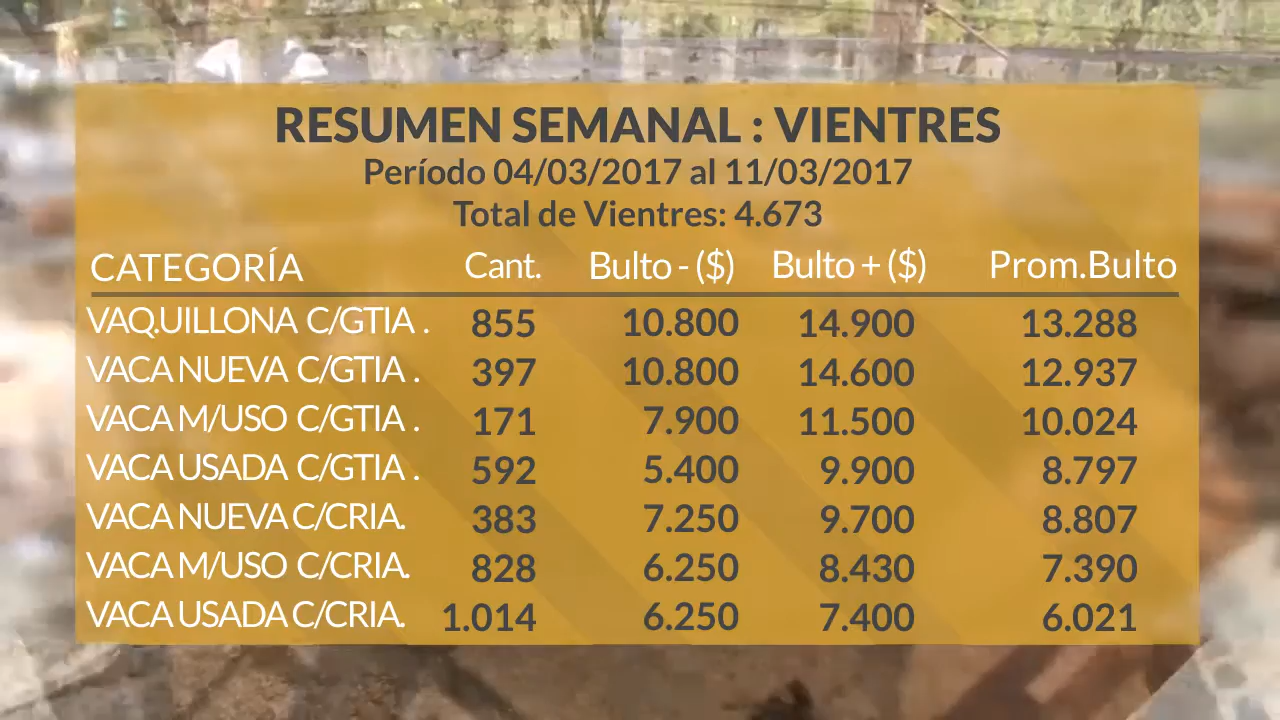 RESUMEN SEMANAL : VIENTRES
Período 04/03/2017 al 11/03/2017
Total de Vientres: 4.673
CATEGORÍA Cant. Bulto - ($) Bulto + ($) Prom.Bulto
VAQ.UILLONA C/GTIA . 855 10.800 14.900 13.288
VACA NUEVA C/GTIA . 397 10.800 14.600 12.937
VACA M/USO C/GTIA . 171 7.900 11.500 10.024
VACA USADA C/GTIA . 592 5.400 9.900 8.797
VACA NUEVA C/CRIA. 383 7.250 9.700 8.807
VACA M/USO C/CRIA. 828 6.250 8.430 7.390
VACA USADA C/CRIA. 1.014 6.250 7.400 6.021